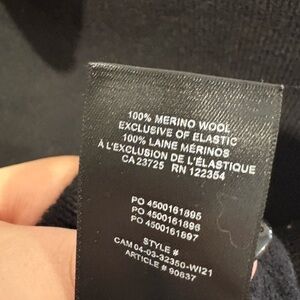 100% MERINO WOOL
EXCLUSIVE OF ELASTIC
100% LAINE MÉRINOS
À L'EXCLUSION DE L'ÉLASTIQUE
CA 23725 RN 122354
PO 4500161895
PO 4500161896
PO 4500161897
STYLE #
CAM 04-03-32350-WI21
ARTICLE # 90837